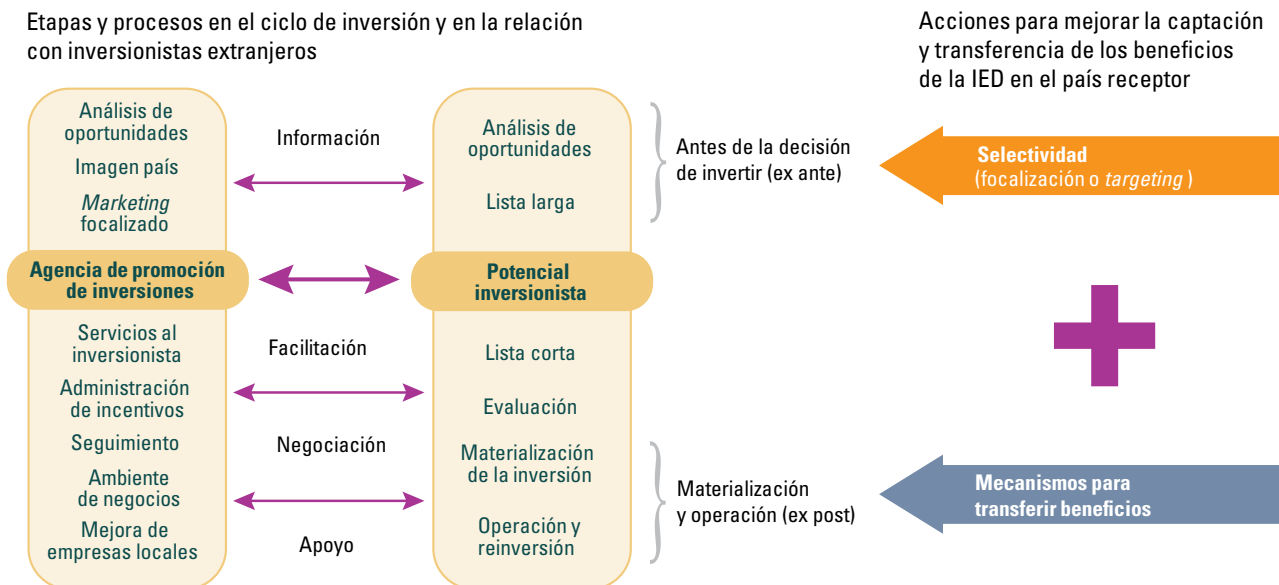 Etapas y procesos en el ciclo de inversión y en la relación
con inversionistas extranjeros
Acciones para mejorar la captación
y transferencia de los beneficios
de la IED en el país receptor
Análisis de
oportunidades
Imagen país
Marketing
focalizado
Agencia de promoción
de inversiones
Servicios al
inversionista
Administración
de incentivos
Seguimiento
Ambiente
de negocios
Mejora de
empresas locales
Información
Facilitación
Negociación
Apoyo
Análisis de
oportunidades
Lista larga
Potencial
inversionista
Lista corta
Evaluación
Materialización
de la inversión
Operación y
reinversión
Antes de la decisión
de invertir (ex ante)
Materialización
y operación (ex post)
Selectividad
(focalización o targeting )
Mecanismos para
transferir beneficios